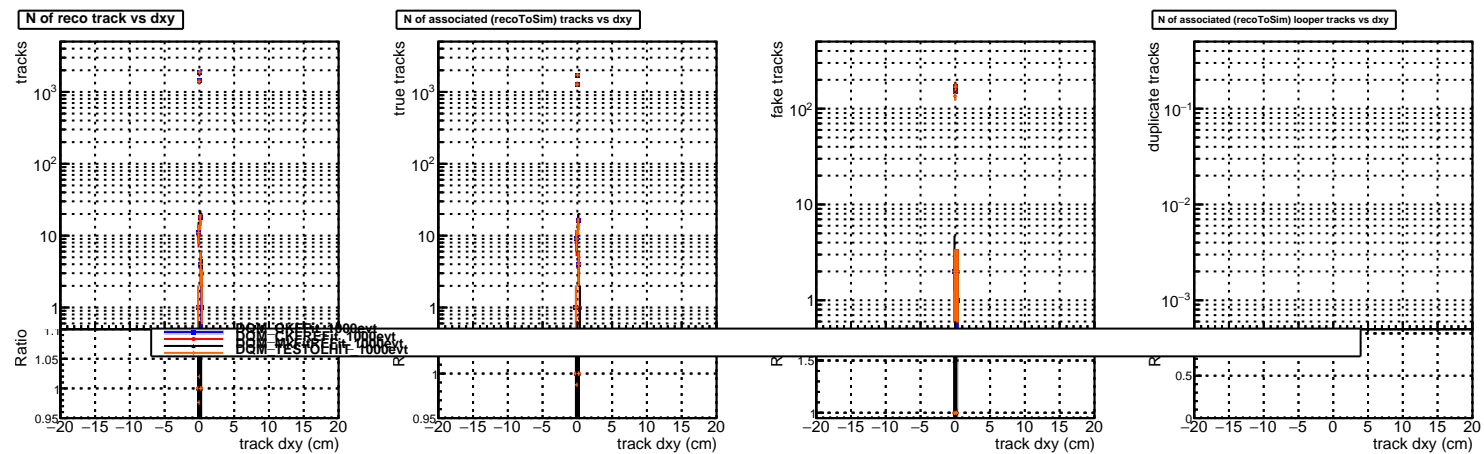 N of reco track vs dxy
N of associated (recoToSim) tracks vs dxy
N of associated (recoToSim) looper tracks vs dxy
tracks
10³
10²
10
1
true tracks
10³
10²
10
1
fake tracks
10²
10
1
duplicate tracks
10⁻¹
10⁻²
10⁻³
DQM_TESTOLHIT_1000evt
Ratio
1.05
1
0.95
1
0.95
1.5
1
0.5
0
−20 −15 −10 −5 0 5 10 15 20
track dxy (cm)
−20 −15 −10 −5 0 5 10 15 20
track dxy (cm)
−20 −15 −10 −5 0 5 10 15 20
track dxy (cm)
−20 −15 −10 −5 0 5 10 15 20
track dxy (cm)